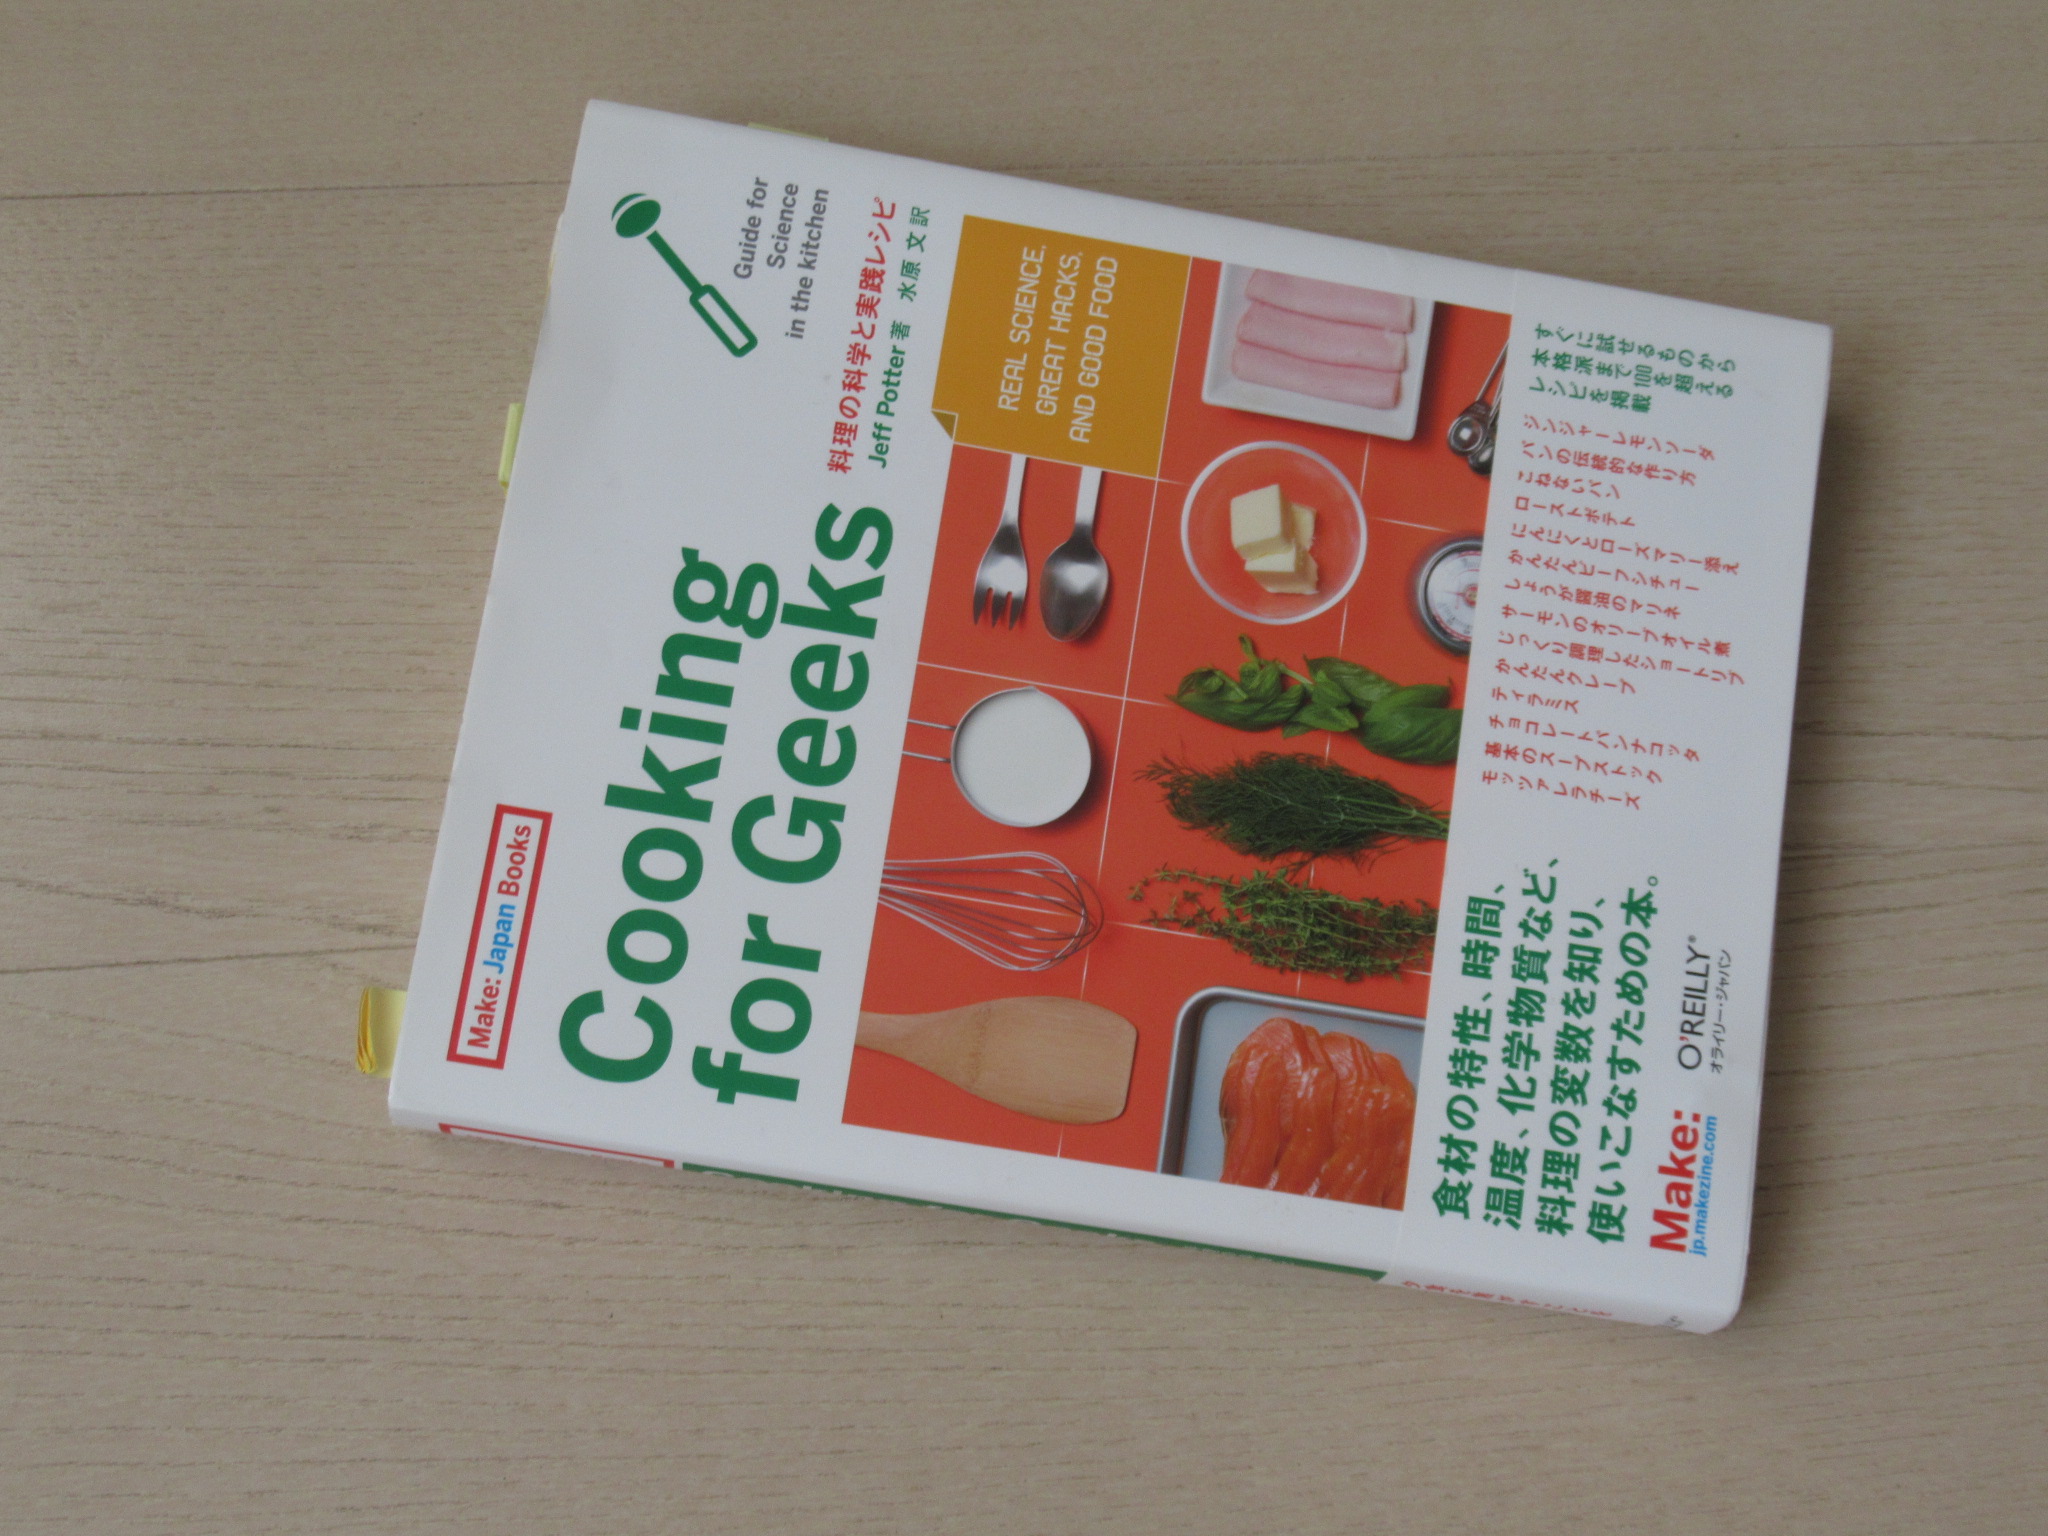 Make: Japan Books
Guide for
Science
in the kitchen
Cooking
for Geeks
料理の科学と実践レシピ
Jeff Potter 著 水原 文 訳
REAL SCIENCE,
GREAT HACKS,
AND GOOD FOOD
食材の特性、時間、
温度、化学物質など、
料理の変数を知り、
使いこなすための本。
すぐに試せるものから
本格派まで100を超える
レシピを掲載
ジンジャーレモンソーダ
パンの伝統的な作り方
こねないパン
ローストポテト
にんにくとローズマリー添え
かんたんビーフシチュー
しょうが醤油のマリネ
サーモンのオリーブオイル煮
じっくり調理したショートリブ
かんたんクレープ
ティラミス
チョコレートパンナコッタ
基本のスープストック
モッツァレラチーズ
Make:
jp.makezine.com
O'REILLY®
オライリー・ジャパン